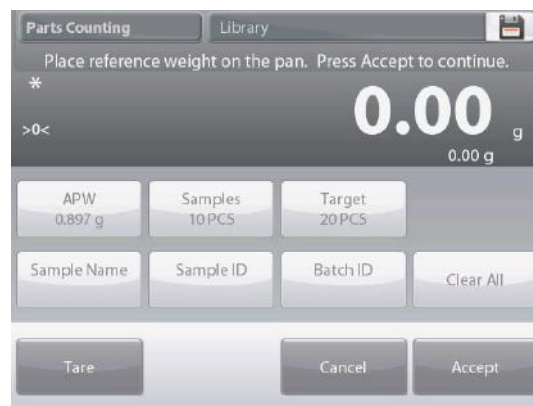 Parts Counting
Library
Place reference weight on the pan. Press Accept to continue.
*
>0<
0.00 g
0.00 g
APW
0.897 g
Samples
10 PCS
Target
20 PCS
Sample Name
Sample ID
Batch ID
Clear All
Tare
Cancel
Accept